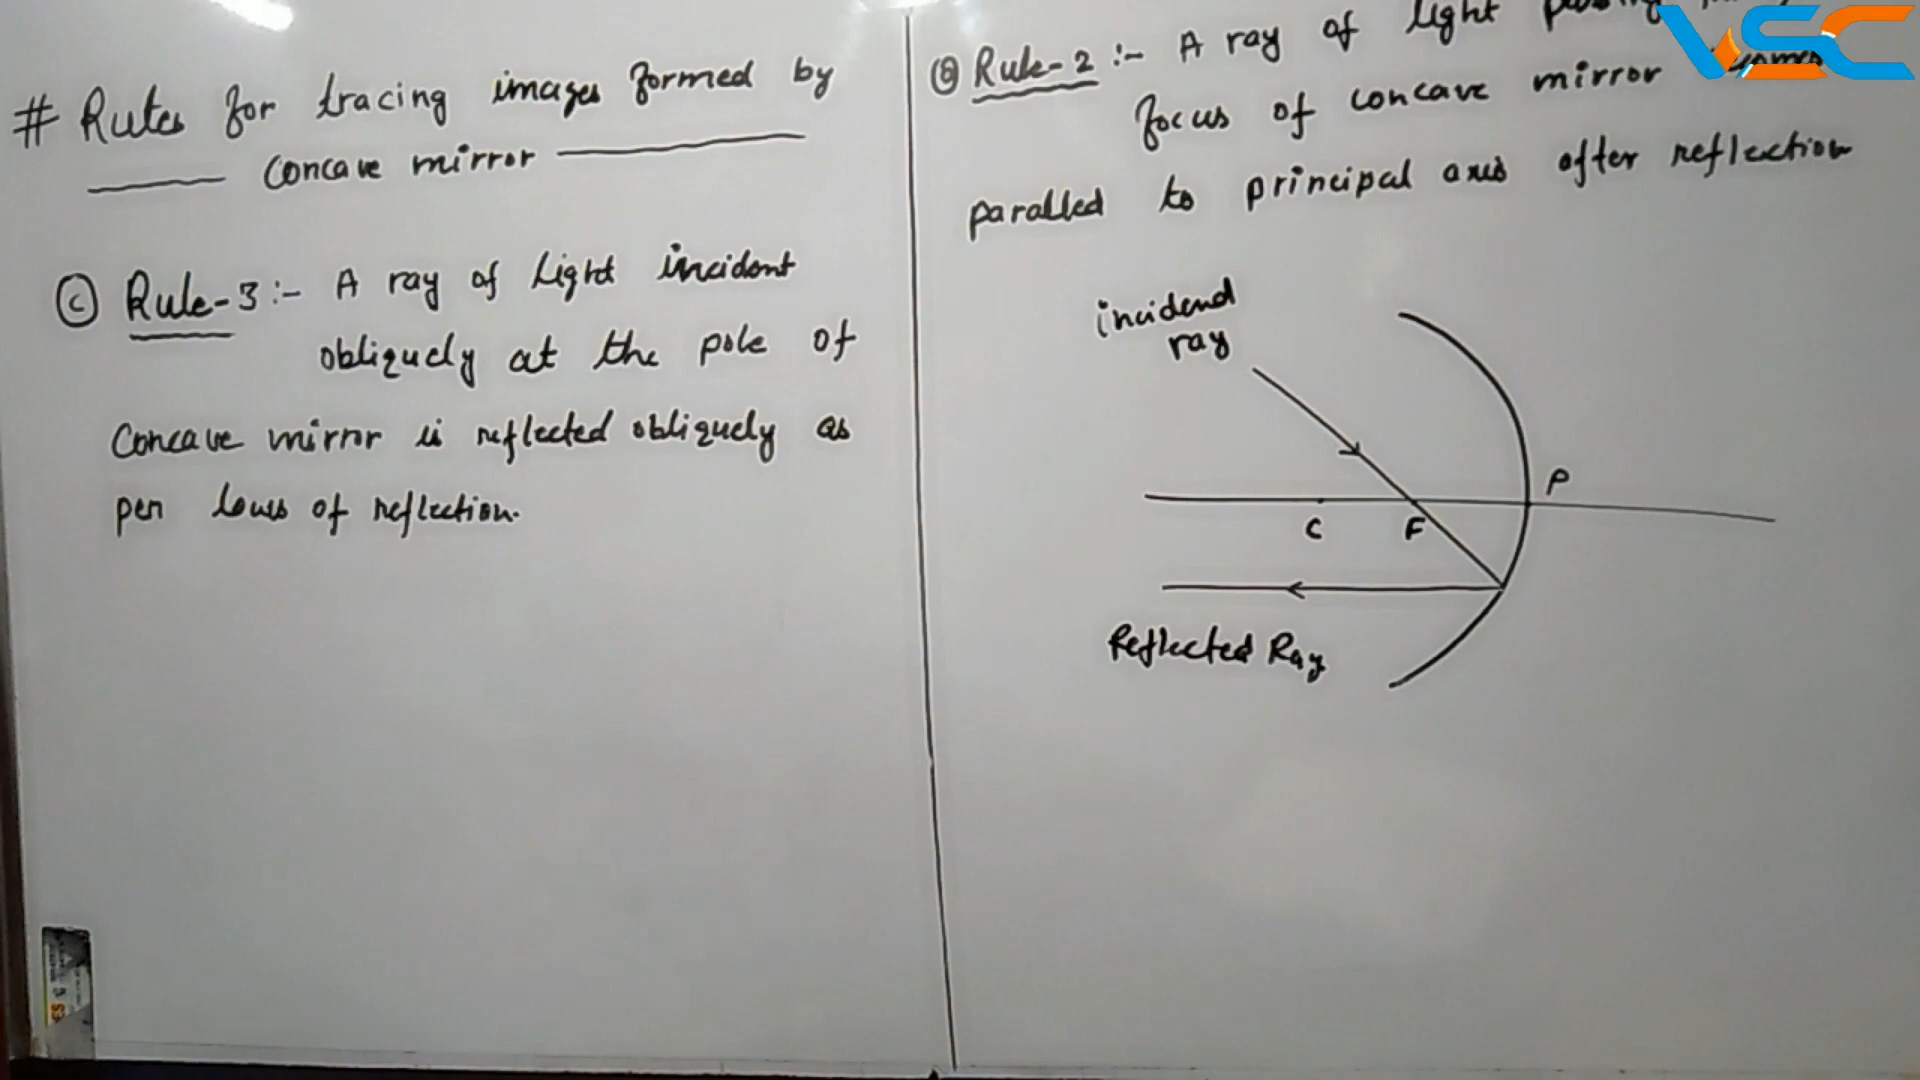 # Rules for tracing images formed by
concave mirror
(C) Rule-3:- A ray of Light incident
obliquely at the pole of
Concave mirror is reflected obliquely as
per laws of reflection.
(B) Rule-2:- A ray of light
focus of concave mirror
paralled to principal axis after reflection
incidend
ray
P
C
F
Reflected Ray
VSC